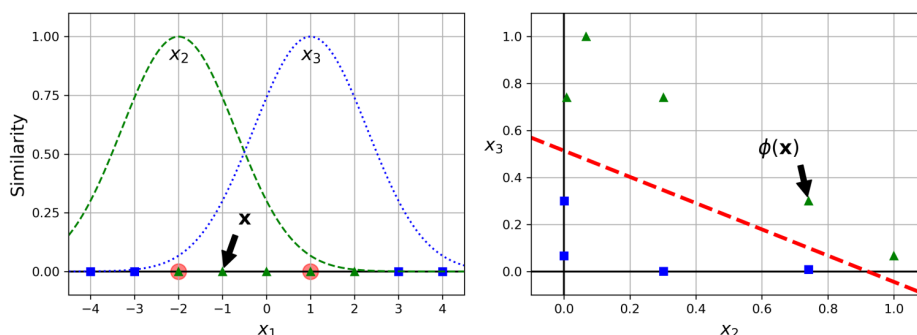 Similarity
1.00
0.75
0.50
0.25
0.00
x₂
x₃
x
−4 −3 −2 −1 0 1 2 3 4
x₁
x₃
1.0
0.8
0.6
0.4
0.2
0.0
ϕ(x)
0.0 0.2 0.4 0.6 0.8 1.0
x₂